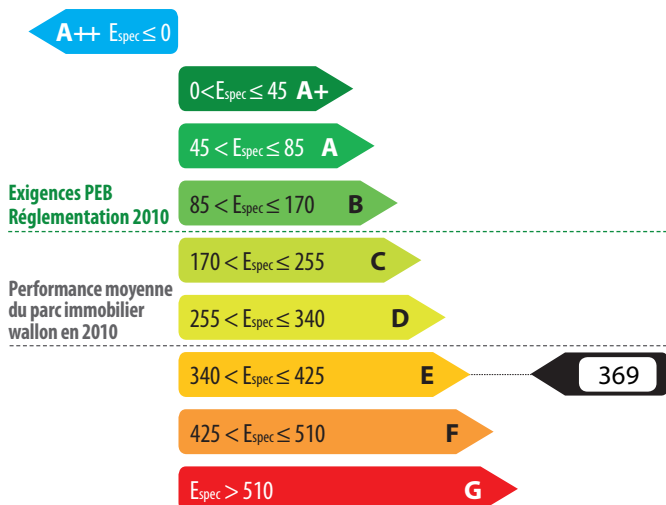 A++ Espec ≤ 0
0 < Espec ≤ 45 A+
45 < Espec ≤ 85 A
Exigences PEB
Réglementation 2010
85 < Espec ≤ 170 B
170 < Espec ≤ 255 C
Performance moyenne
du parc immobilier
wallon en 2010
255 < Espec ≤ 340 D
340 < Espec ≤ 425 E
369
425 < Espec ≤ 510 F
Espec > 510 G